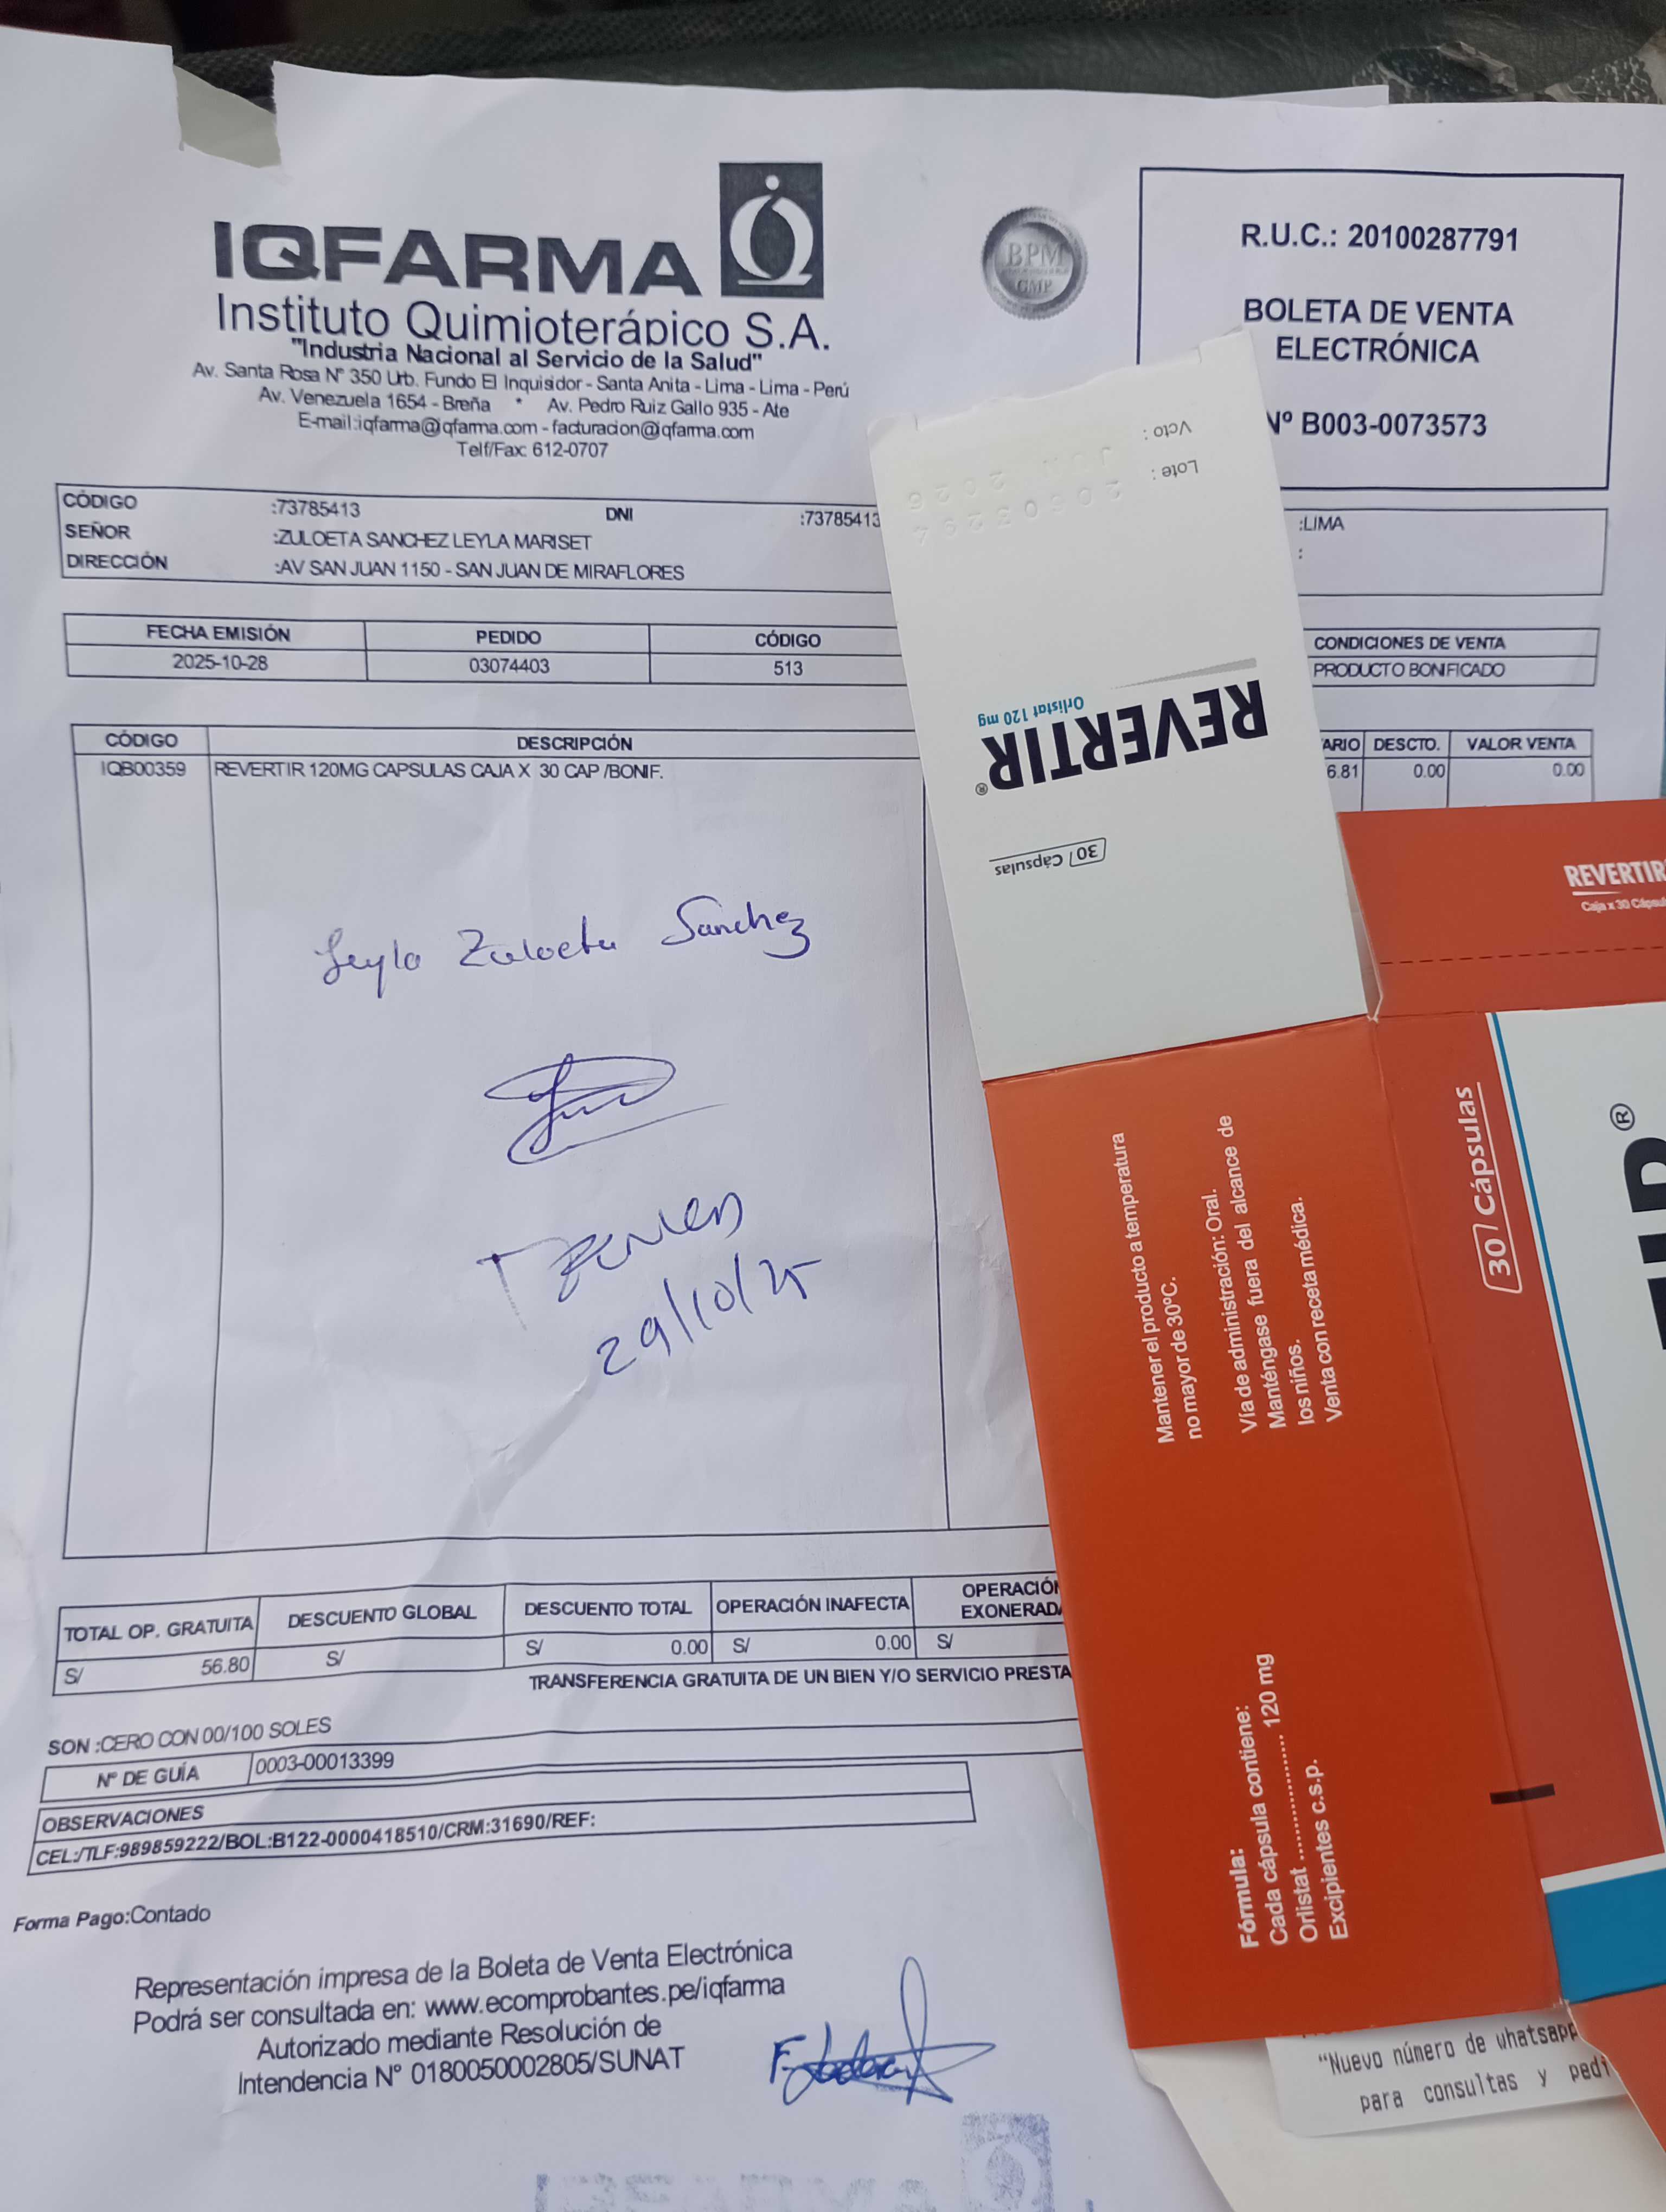 IQFARMA
Instituto Quimioterápico S.A.
"Industria Nacional al Servicio de la Salud"
Av. Santa Rosa Nº 350 Urb. Fundo El Inquisidor - Santa Anita - Lima - Lima - Perú
Av. Venezuela 1654 - Breña * Av. Pedro Ruiz Gallo 935 - Ate
E-mail:iqfarma@iqfarma.com - facturacion@iqfarma.com
Telf/Fax: 612-0707
BPM
GMP
R.U.C.: 20100287791
BOLETA DE VENTA
ELECTRÓNICA
Nº B003-0073573
CÓDIGO :73785413 DNI :73785413
SEÑOR :ZULOETA SANCHEZ LEYLA MARISET
DIRECCIÓN :AV SAN JUAN 1150 - SAN JUAN DE MIRAFLORES
:LIMA
:
FECHA EMISIÓN PEDIDO CÓDIGO CONDICIONES DE VENTA
2025-10-28 03074403 513 PRODUCTO BONIFICADO
CÓDIGO DESCRIPCIÓN ARIO DESCTO. VALOR VENTA
IQB00359 REVERTIR 120MG CAPSULAS CAJA X 30 CAP /BONIF. 6.81 0.00 0.00
Leyla Zuloeta Sanchez
29/10/25
TOTAL OP. GRATUITA DESCUENTO GLOBAL DESCUENTO TOTAL OPERACIÓN INAFECTA OPERACIÓN
EXONERADA
S/ 56.80 S/ S/ 0.00 S/ 0.00 S/
TRANSFERENCIA GRATUITA DE UN BIEN Y/O SERVICIO PRESTA
SON :CERO CON 00/100 SOLES
Nº DE GUÍA 0003-00013399
OBSERVACIONES
CEL:/TLF:989859222/BOL:B122-0000418510/CRM:31690/REF:
Forma Pago:Contado
Representación impresa de la Boleta de Venta Electrónica
Podrá ser consultada en: www.ecomprobantes.pe/iqfarma
Autorizado mediante Resolución de
Intendencia Nº 0180050002805/SUNAT
30 Cápsulas
REVERTIR®
Orlistat 120 mg
Lote :
Vcto : JUN 2026
REVERTIR
Caja x 30 Cápsul
30 Cápsulas
®
Mantener el producto a temperatura
no mayor de 30ºC.
Vía de administración: Oral.
Manténgase fuera del alcance de
los niños.
Venta con receta médica.
Fórmula:
Cada cápsula contiene:
Orlistat ........................ 120 mg
Excipientes c.s.p.
"Nuevo número de whatsapp
para consultas y pedi
IQFARMA